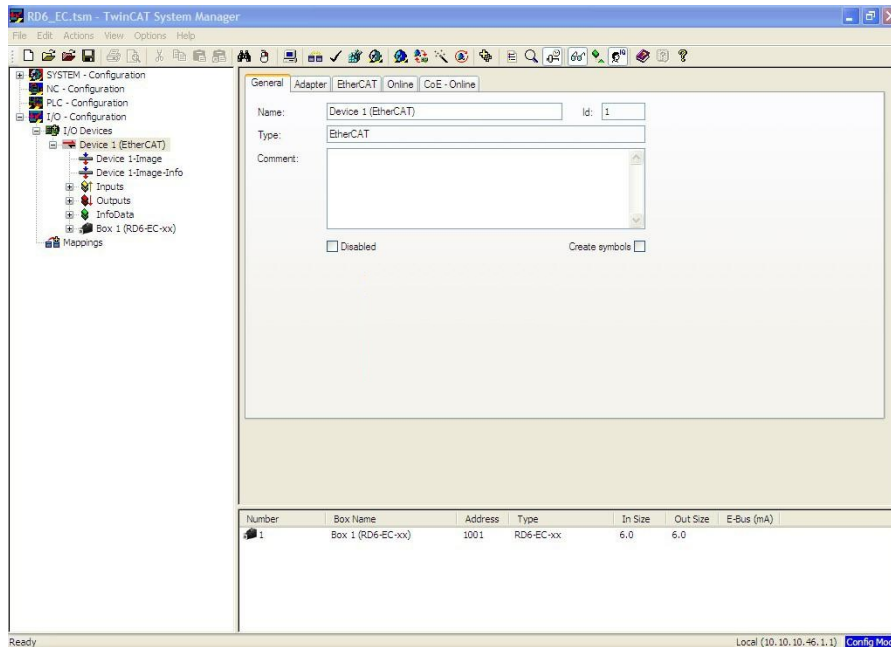 RD6_EC.tsm - TwinCAT System Manager
File Edit Actions View Options Help
SYSTEM - Configuration
NC - Configuration
PLC - Configuration
I/O - Configuration
I/O Devices
Device 1 (EtherCAT)
Device 1-Image
Device 1-Image-Info
Inputs
Outputs
InfoData
Box 1 (RD6-EC-xx)
Mappings
General Adapter EtherCAT Online CoE - Online
Name: Device 1 (EtherCAT) Id: 1
Type: EtherCAT
Comment:
Disabled Create symbols
Number Box Name Address Type In Size Out Size E-Bus (mA)
1 Box 1 (RD6-EC-xx) 1001 RD6-EC-xx 6.0 6.0
Ready Local (10.10.10.46.1.1) Config Mod